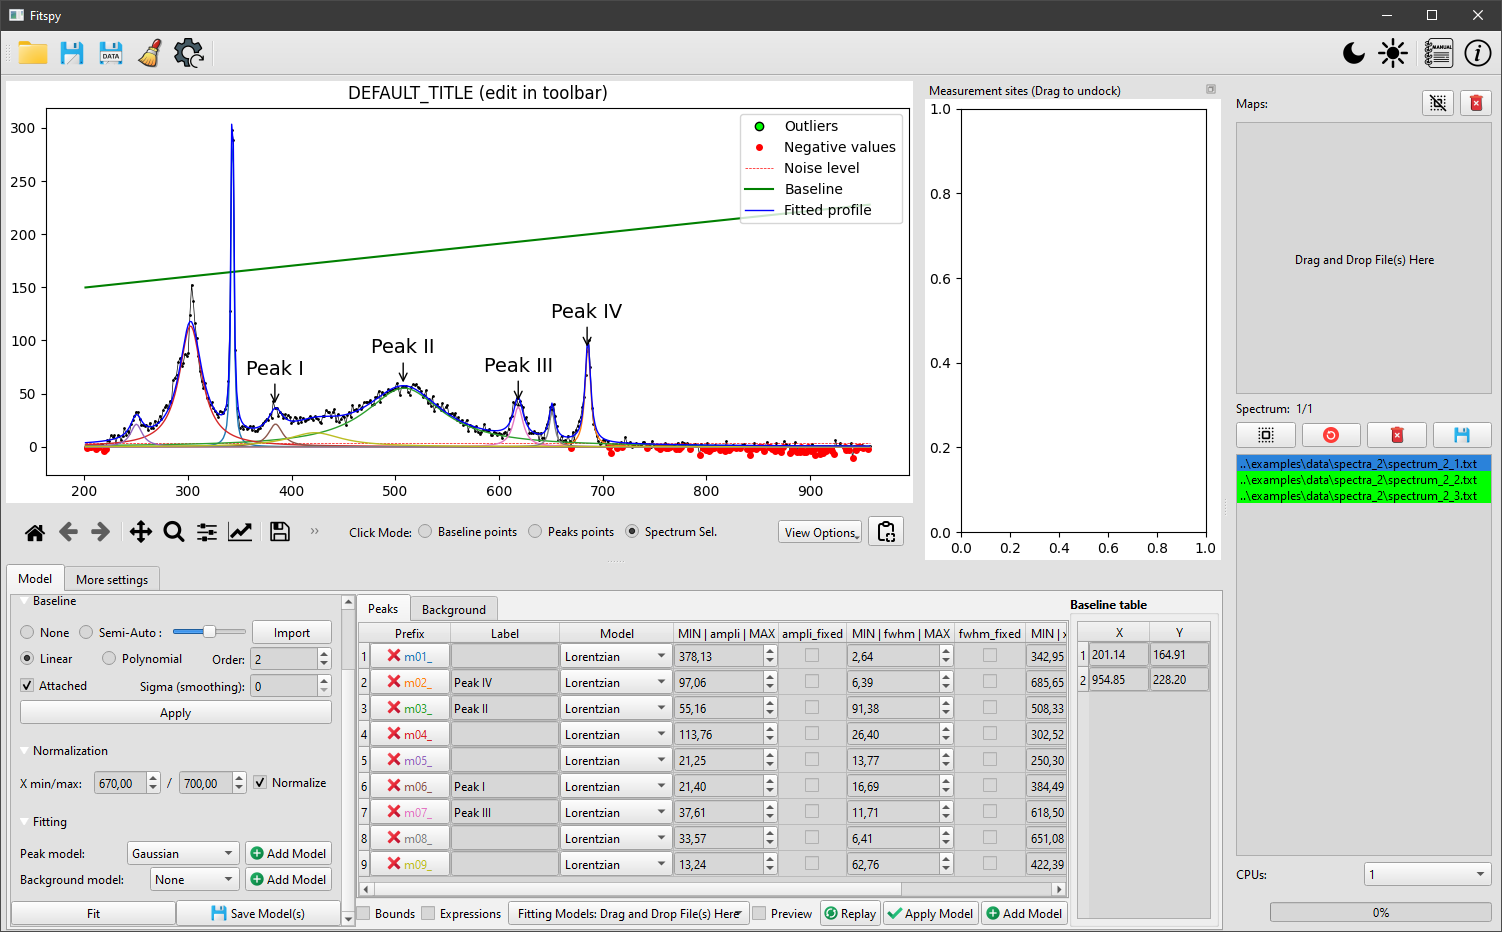 Fitspy
DATA
MANUAL
DEFAULT_TITLE (edit in toolbar)
300
250
200
150
100
50
0
200
300
400
500
600
700
800
900
Outliers
Negative values
Noise level
Baseline
Fitted profile
Peak I
Peak II
Peak III
Peak IV
Measurement sites (Drag to undock)
1.0
0.8
0.6
0.4
0.2
0.0
0.0
0.2
0.4
0.6
0.8
1.0
Maps:
Drag and Drop File(s) Here
Spectrum: 1/1
..\examples\data\spectra_2\spectrum_2_1.txt
..\examples\data\spectra_2\spectrum_2_2.txt
..\examples\data\spectra_2\spectrum_2_3.txt
CPUs:
1
0%
Click Mode:
Baseline points
Peaks points
Spectrum Sel.
View Options
Model
More settings
Baseline
None
Semi-Auto :
Import
Linear
Polynomial
Order:
2
Attached
Sigma (smoothing):
0
Apply
Normalization
X min/max:
670,00
/
700,00
Normalize
Fitting
Peak model:
Gaussian
Add Model
Background model:
None
Add Model
Fit
Save Model(s)
Peaks
Background
Prefix Label Model MIN | ampli | MAX ampli_fixed MIN | fwhm | MAX fwhm_fixed MIN | x
1 m01_ Lorentzian 378,13 2,64 342,95
2 m02_ Peak IV Lorentzian 97,06 6,39 685,65
3 m03_ Peak II Lorentzian 55,16 91,38 508,33
4 m04_ Lorentzian 113,76 26,40 302,52
5 m05_ Lorentzian 21,25 13,77 250,30
6 m06_ Peak I Lorentzian 21,40 16,69 384,49
7 m07_ Peak III Lorentzian 37,61 11,71 618,50
8 m08_ Lorentzian 33,57 6,41 651,08
9 m09_ Lorentzian 13,24 62,76 422,39
Bounds
Expressions
Fitting Models: Drag and Drop File(s) Here
Preview
Replay
Apply Model
Add Model
Baseline table
X Y
1 201.14 164.91
2 954.85 228.20